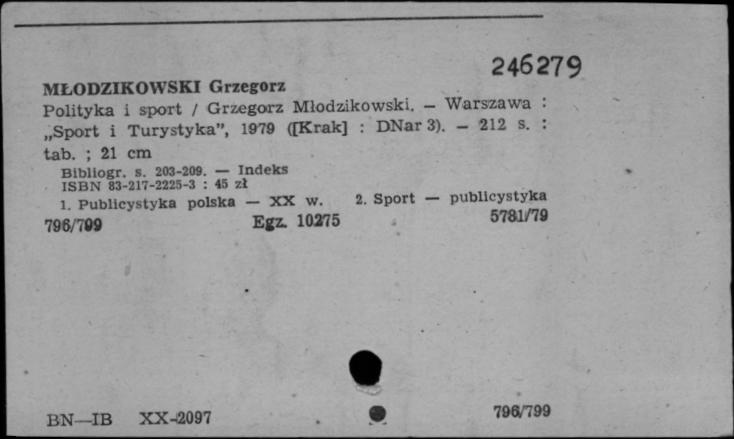 246279
MŁODZIKOWSKI Grzegorz
Polityka i sport / Grzegorz Młodzikowski. — Warszawa :
„Sport i Turystyka”, 1979 ([Krak] : DNar 3). — 212 s. :
tab. ; 21 cm
Bibliogr. s. 203-209. — Indeks
ISBN 83-217-2225-3 : 45 zł
1. Publicystyka polska — XX w. 2. Sport — publicystyka
796/799 Egz. 10275 5781/79
BN—IB XX-2097 796/799